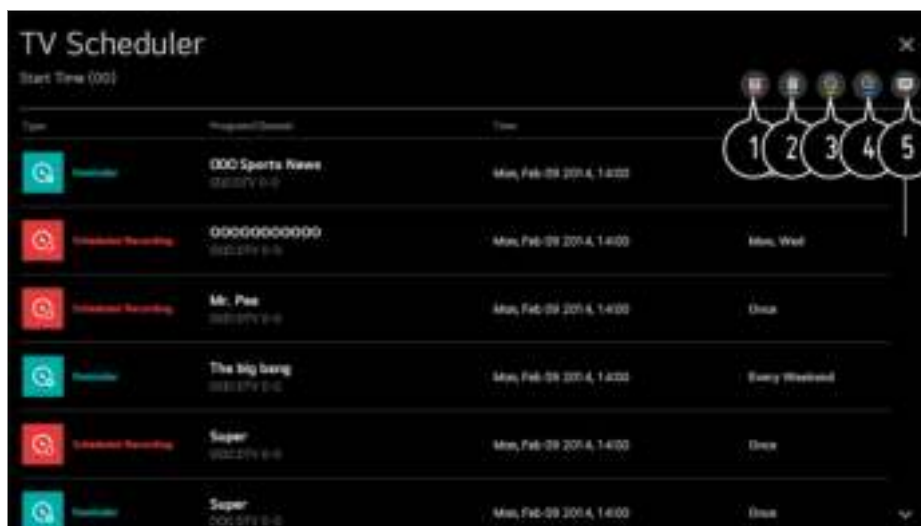 TV Scheduler
Start Time (00)
1 2 3 4 5
Type Time
Reminder OOO Sports News Mon, Feb 09 2014, 14:00
Scheduled Recording OOOOOOOOOOO Mon, Feb 09 2014, 14:00 Mon, Wed
Scheduled Recording Mr. Pee Mon, Feb 09 2014, 14:00 Once
Reminder The big bang Mon, Feb 09 2014, 14:00 Every Weekend
Scheduled Recording Super Mon, Feb 09 2014, 14:00 Once
Reminder Super Mon, Feb 09 2014, 14:00 Once